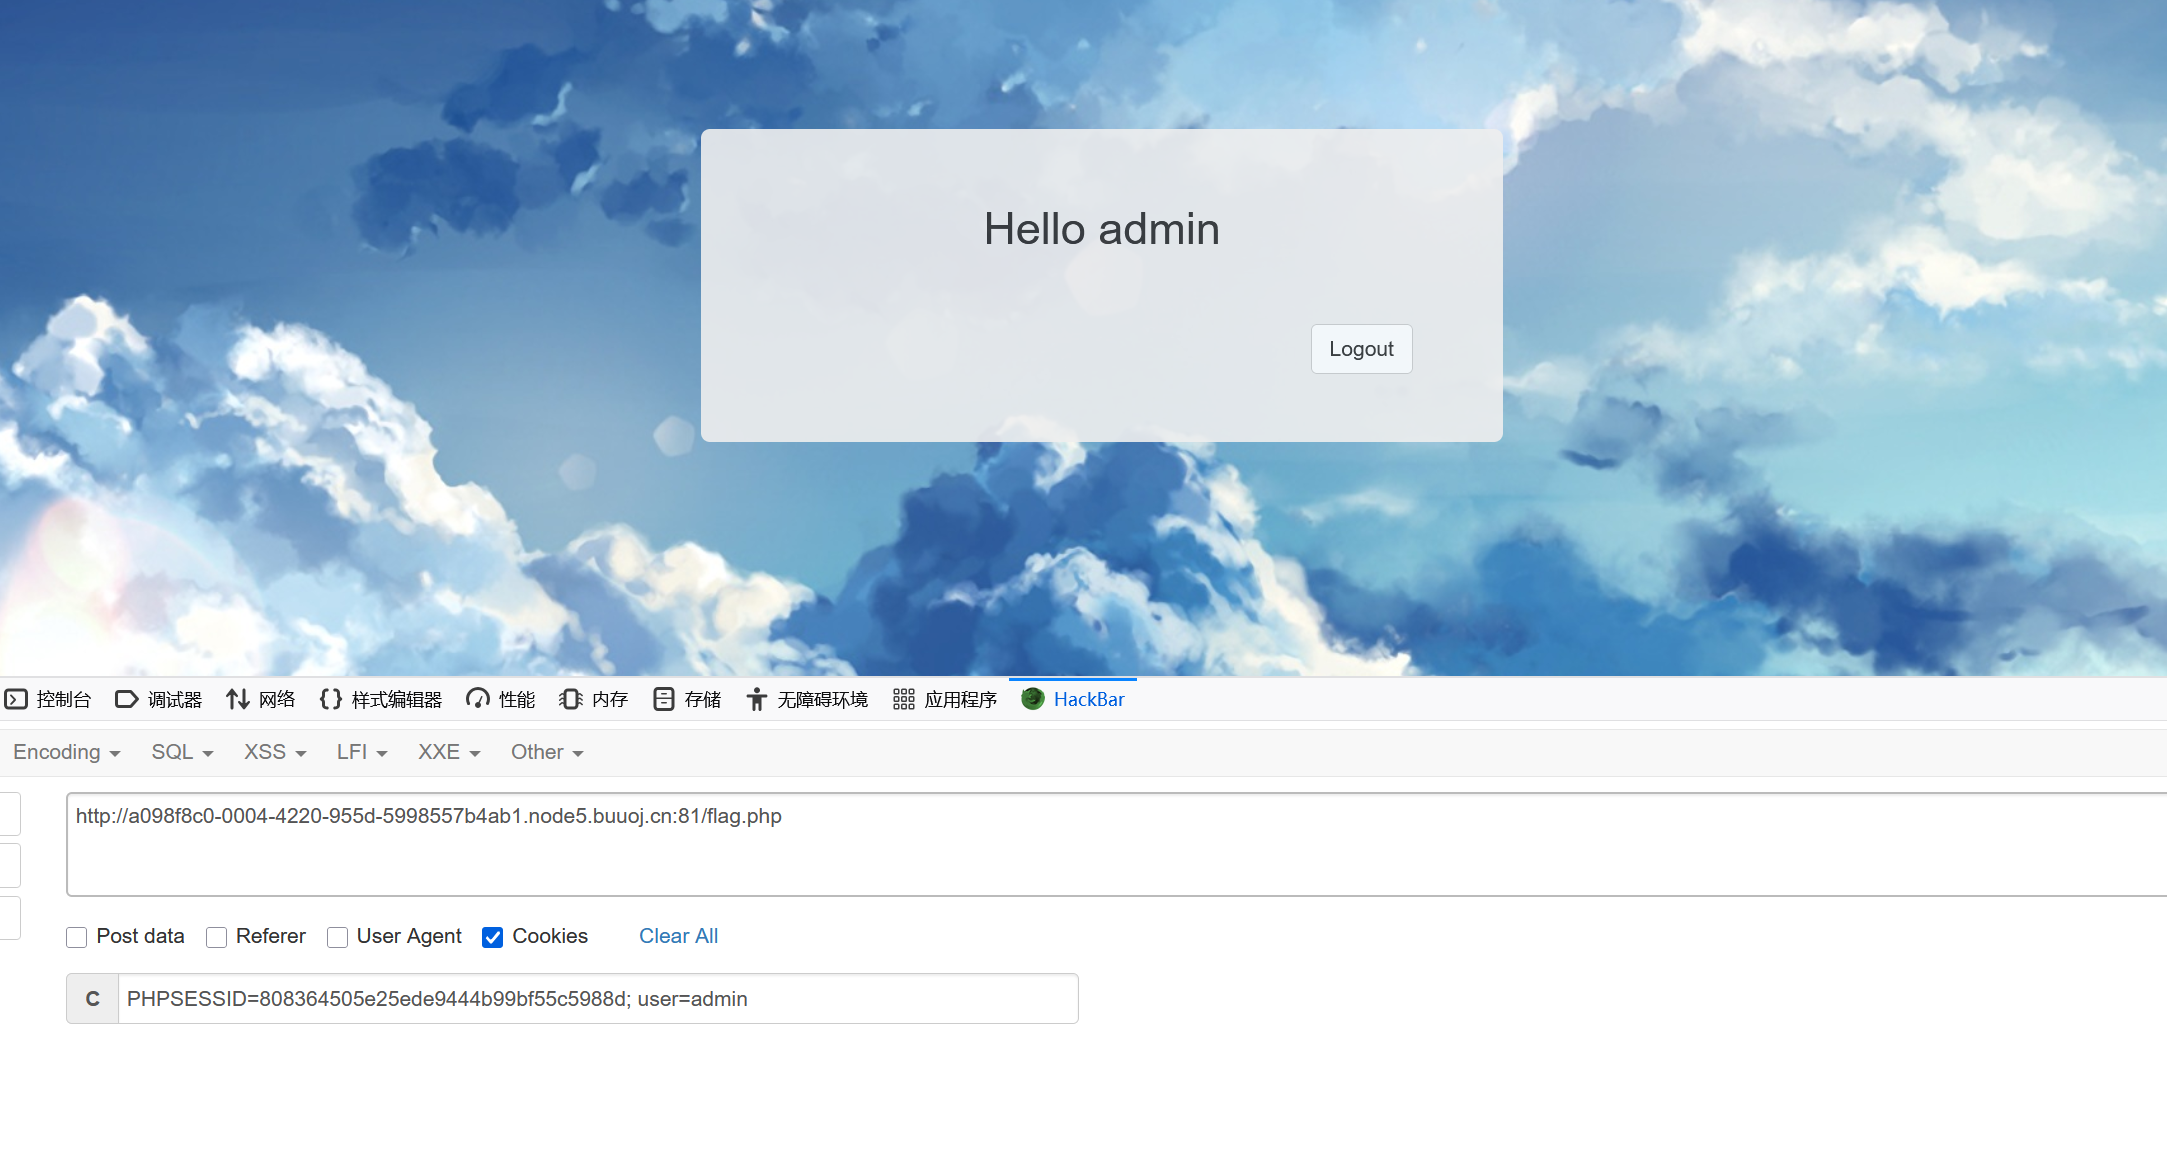 Hello admin
Logout
控制台 调试器 网络 样式编辑器 性能 内存 存储 无障碍环境 应用程序 HackBar
Encoding SQL XSS LFI XXE Other
http://a098f8c0-0004-4220-955d-5998557b4ab1.node5.buuoj.cn:81/flag.php
Post data Referer User Agent Cookies Clear All
C PHPSESSID=808364505e25ede9444b99bf55c5988d; user=admin